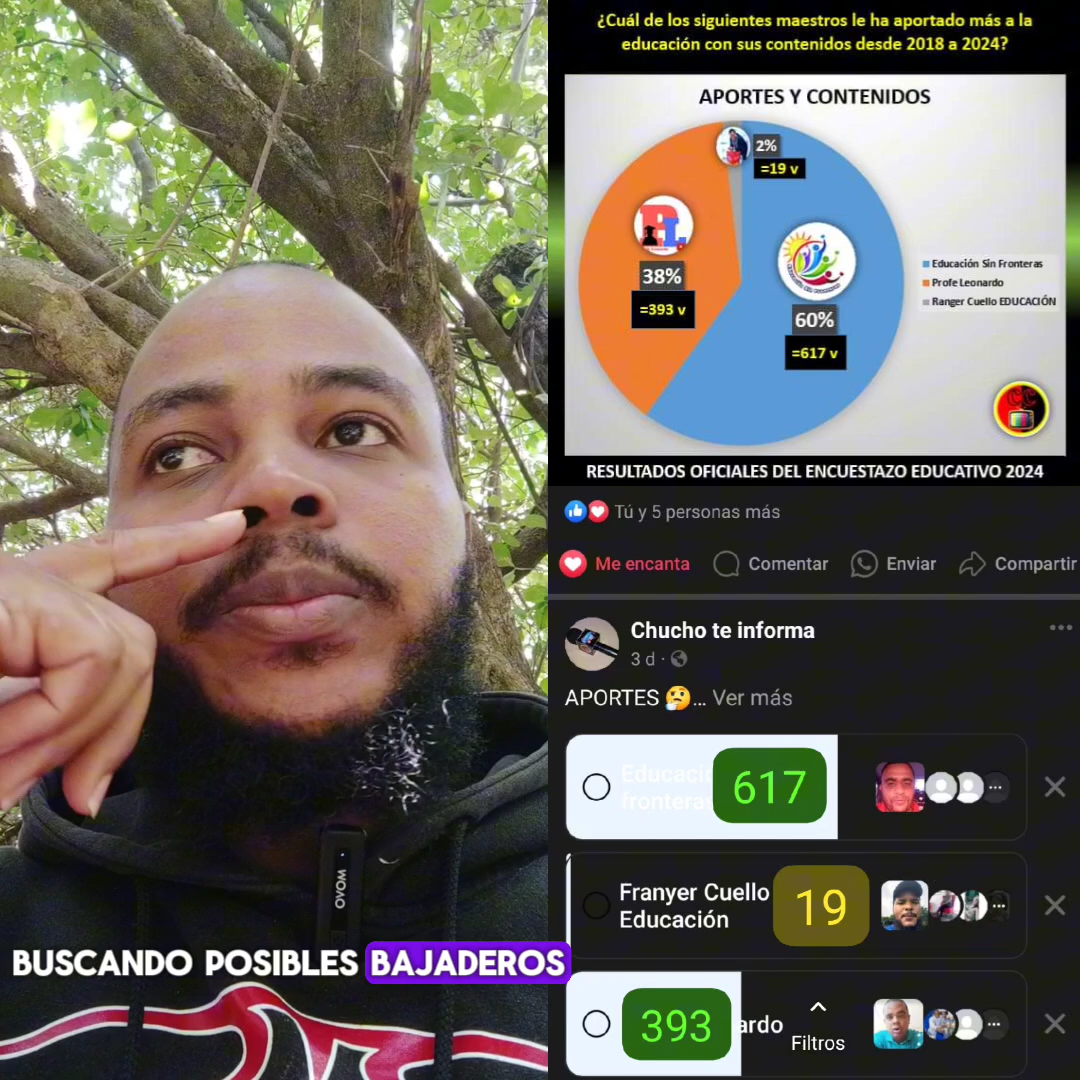 BUSCANDO POSIBLES BAJADEROS
WOVO
¿Cuál de los siguientes maestros le ha aportado más a la
educación con sus contenidos desde 2018 a 2024?
APORTES Y CONTENIDOS
2%
=19 v
38%
=393 v
60%
=617 v
Educación Sin Fronteras
Profe Leonardo
Ranger Cuello EDUCACIÓN
RESULTADOS OFICIALES DEL ENCUESTAZO EDUCATIVO 2024
Tú y 5 personas más
Me encanta
Comentar
Enviar
Compartir
Chucho te informa
3 d
APORTES 🤔... Ver más
617
Franyer Cuello
Educación
19
393
ardo
Filtros